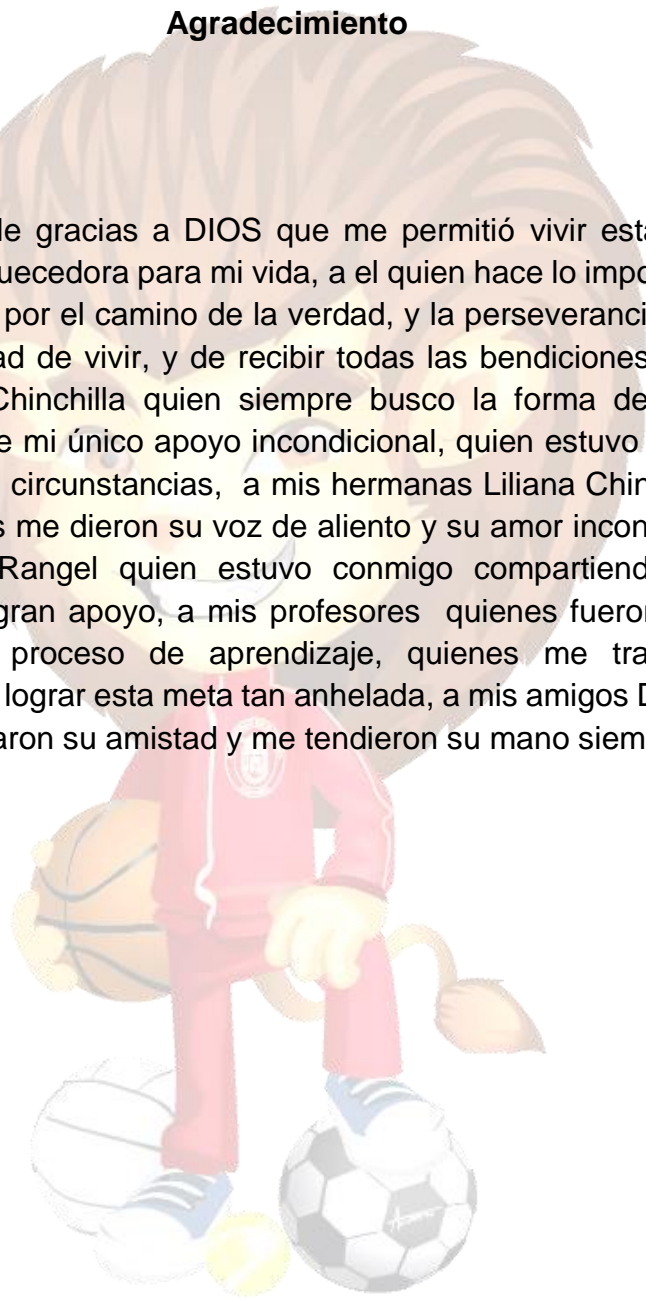 Agradecimiento
le gracias a DIOS que me permitió vivir está
uecedora para mi vida, a el quien hace lo impo
por el camino de la verdad, y la perseveranci
ad de vivir, y de recibir todas las bendiciones
Chinchilla quien siempre busco la forma de
e mi único apoyo incondicional, quien estuvo
circunstancias, a mis hermanas Liliana Chin
s me dieron su voz de aliento y su amor incon
Rangel quien estuvo conmigo compartiend
gran apoyo, a mis profesores quienes fueron
proceso de aprendizaje, quienes me tra
lograr esta meta tan anhelada, a mis amigos D
aron su amistad y me tendieron su mano siem